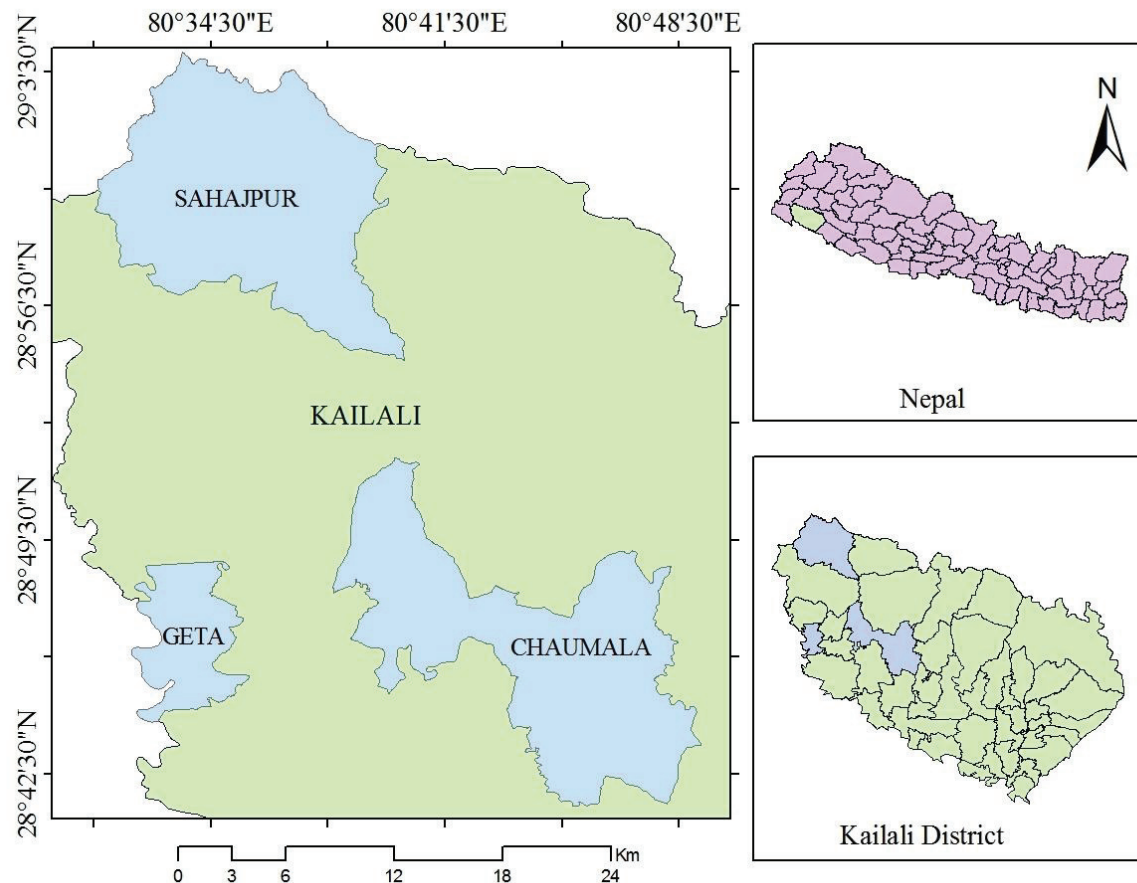 80°34'30"E 80°41'30"E 80°48'30"E
29°3'30"N
28°56'30"N
28°49'30"N
28°42'30"N
SAHAJPUR
KAILALI
GETA
CHAUMALA
Km
0 3 6 12 18 24
N
Nepal
Kailali District